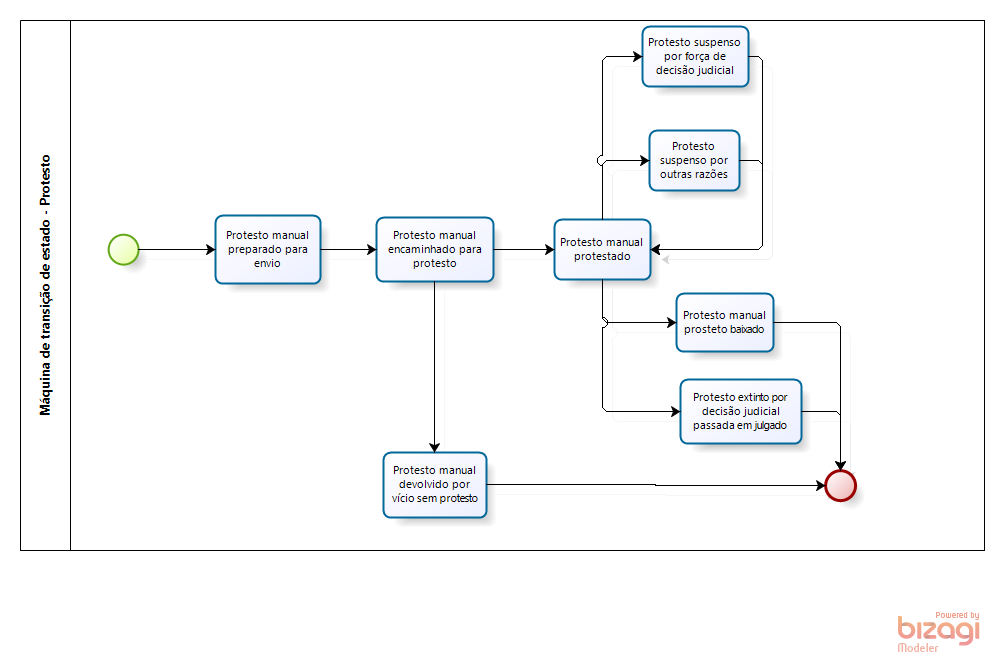 Máquina de transição de estado - Protesto
Protesto suspenso
por força de
decisão judicial
Protesto
suspenso por
outras razões
Protesto manual
preparado para
envio
Protesto manual
encaminhado para
protesto
Protesto manual
protestado
Protesto manual
prosteto baixado
Protesto extinto por
decisão judicial
passada em julgado
Protesto manual
devolvido por
vício sem protesto
Powered by
bizagi
Modeler